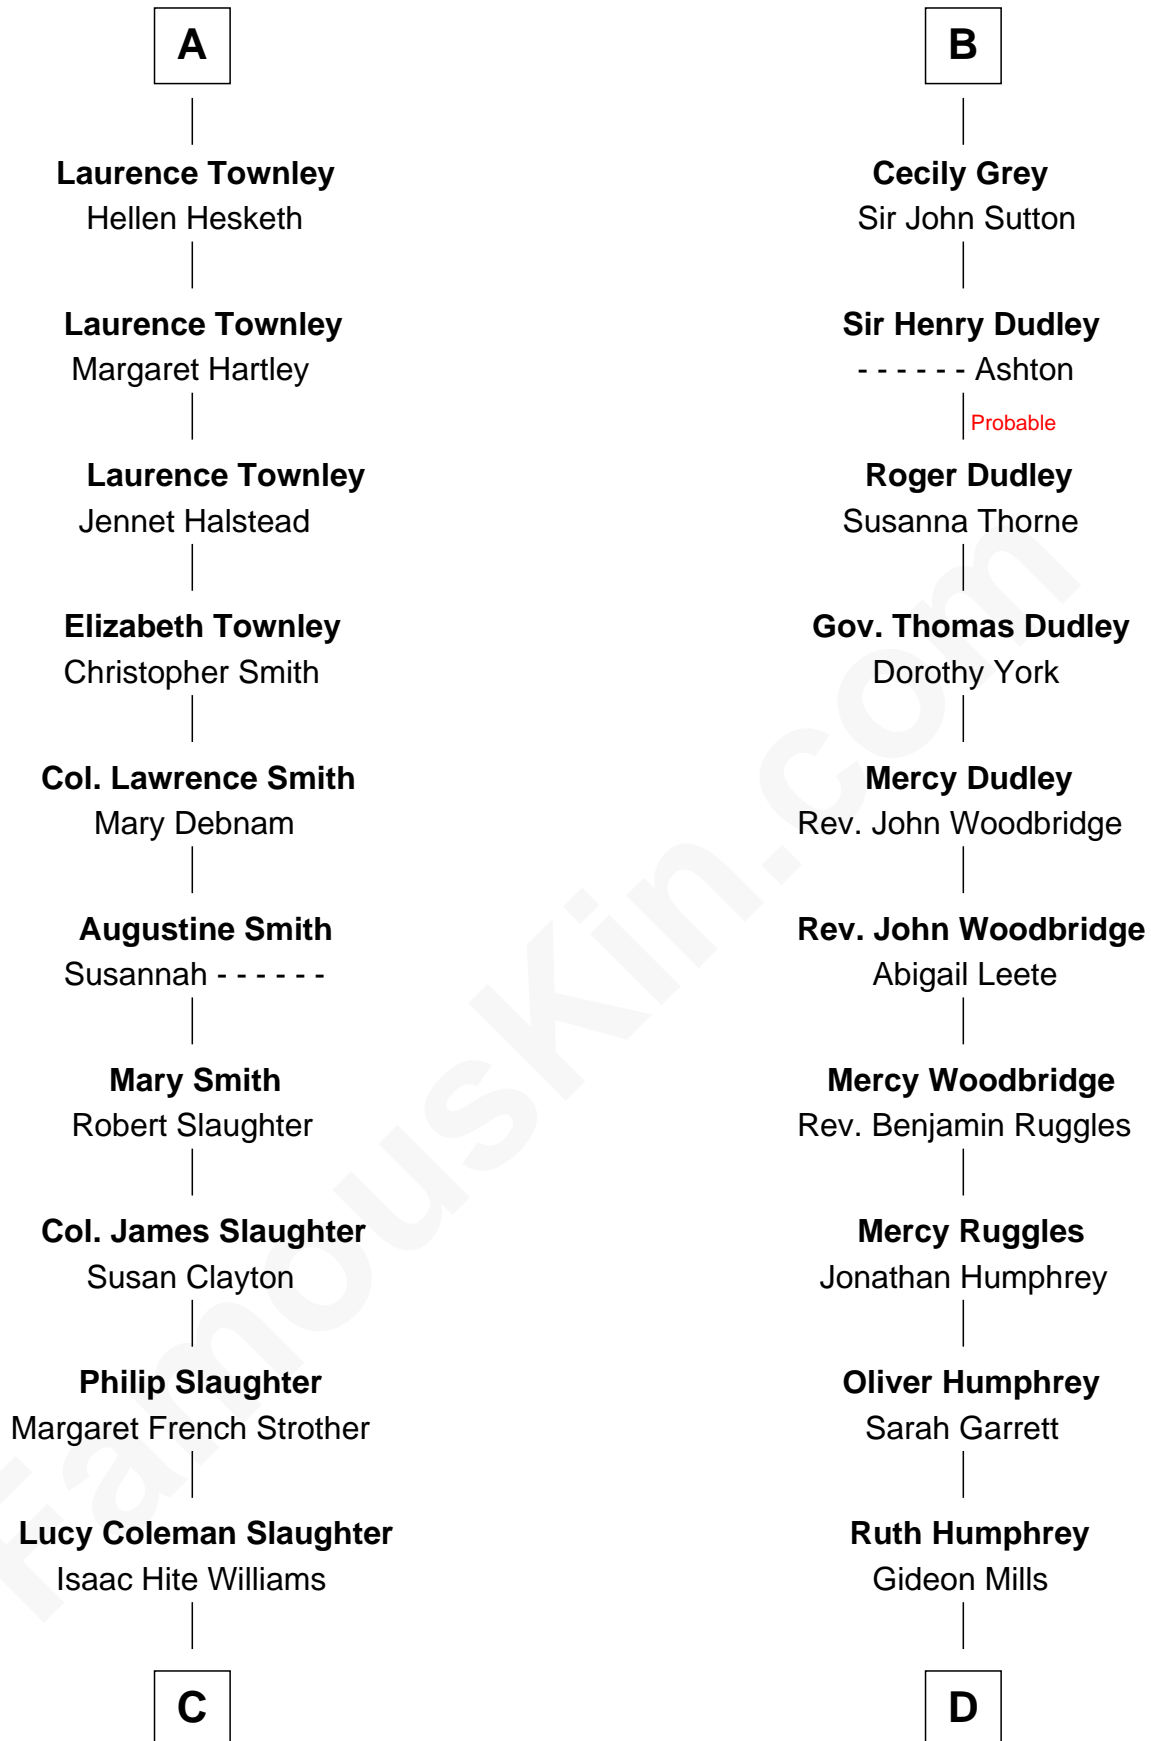 A
Laurence Townley
Hellen Hesketh
Laurence Townley
Margaret Hartley
Laurence Townley
Jennet Halstead
Elizabeth Townley
Christopher Smith
Col. Lawrence Smith
Mary Debnam
Augustine Smith
Susannah - - - - - -
Mary Smith
Robert Slaughter
Col. James Slaughter
Susan Clayton
Philip Slaughter
Margaret French Strother
Lucy Coleman Slaughter
Isaac Hite Williams
C
B
Cecily Grey
Sir John Sutton
Sir Henry Dudley
- - - - - - Ashton
Probable
Roger Dudley
Susanna Thorne
Gov. Thomas Dudley
Dorothy York
Mercy Dudley
Rev. John Woodbridge
Rev. John Woodbridge
Abigail Leete
Mercy Woodbridge
Rev. Benjamin Ruggles
Mercy Ruggles
Jonathan Humphrey
Oliver Humphrey
Sarah Garrett
Ruth Humphrey
Gideon Mills
D
FamousKin.com